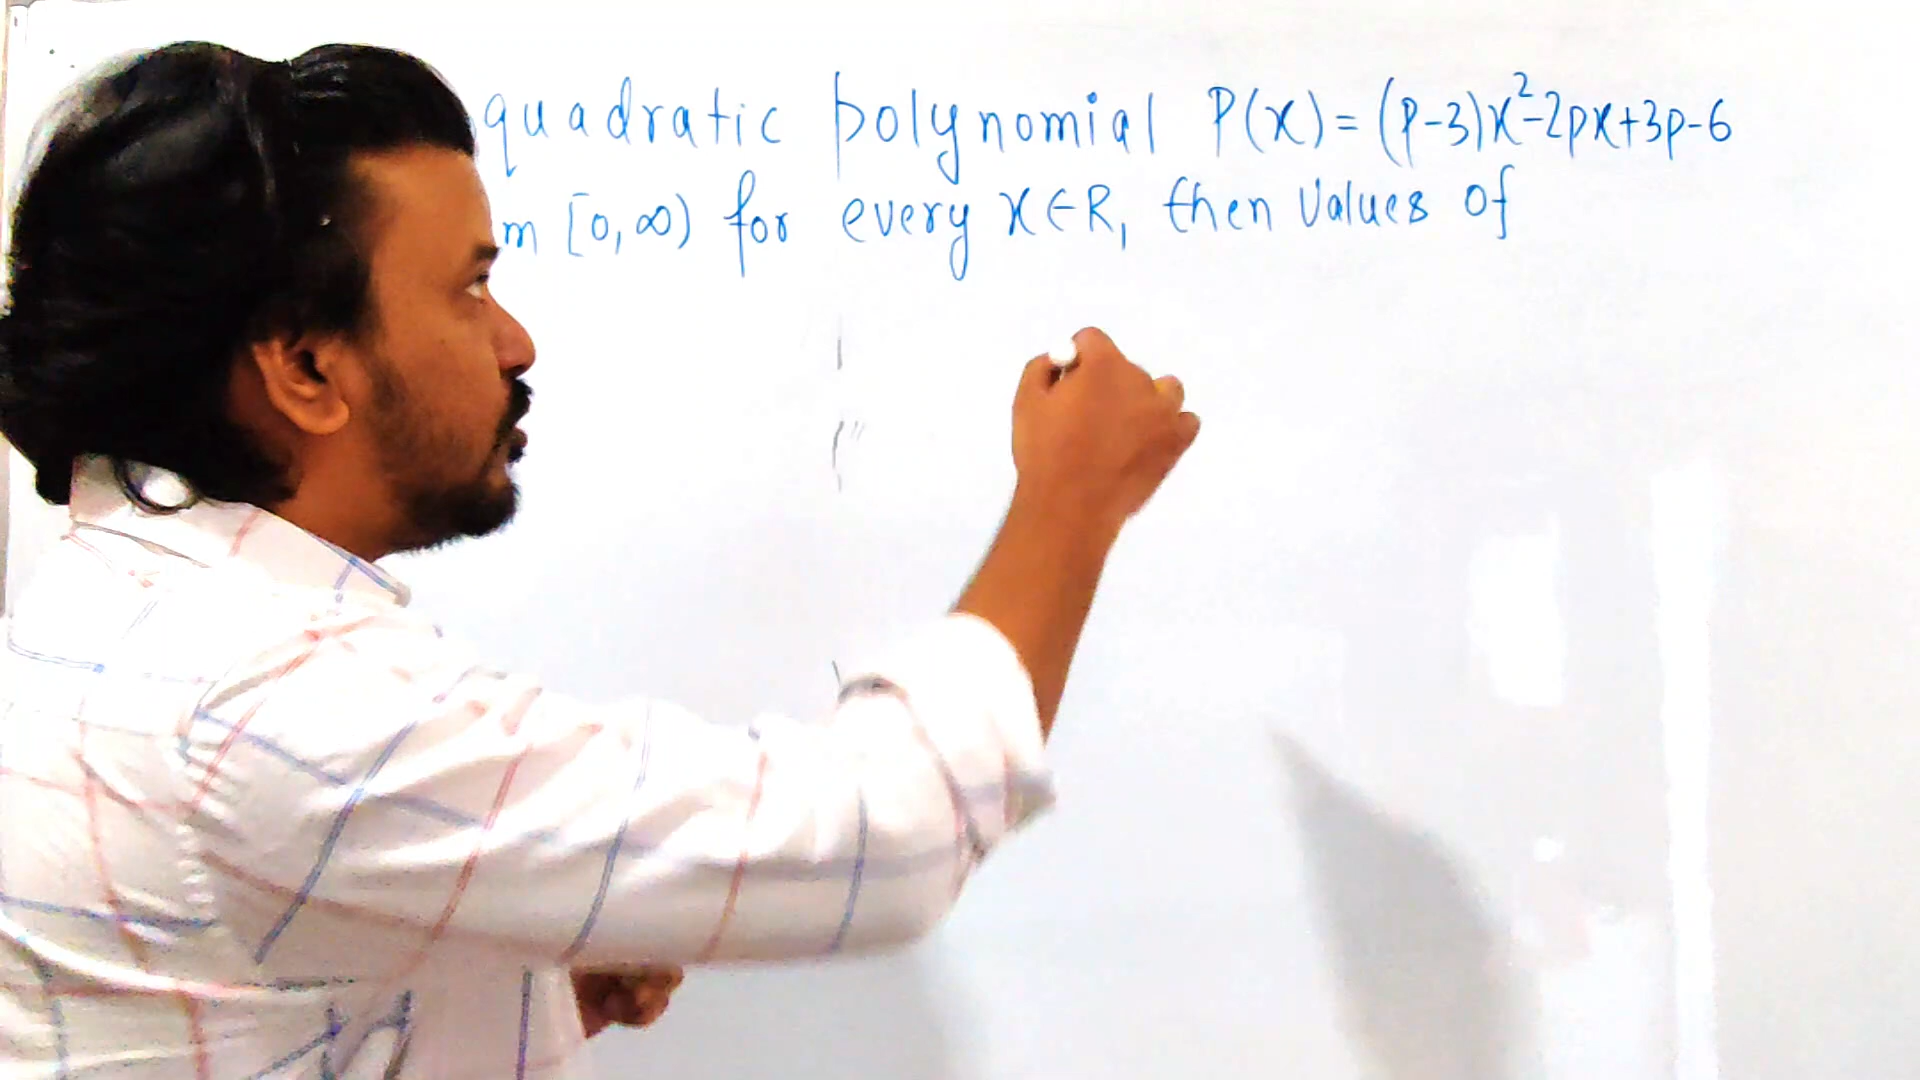 quadratic polynomial P(x) = (p-3)x²-2px+3p-6
m [0,∞) for every x∈R, then values of